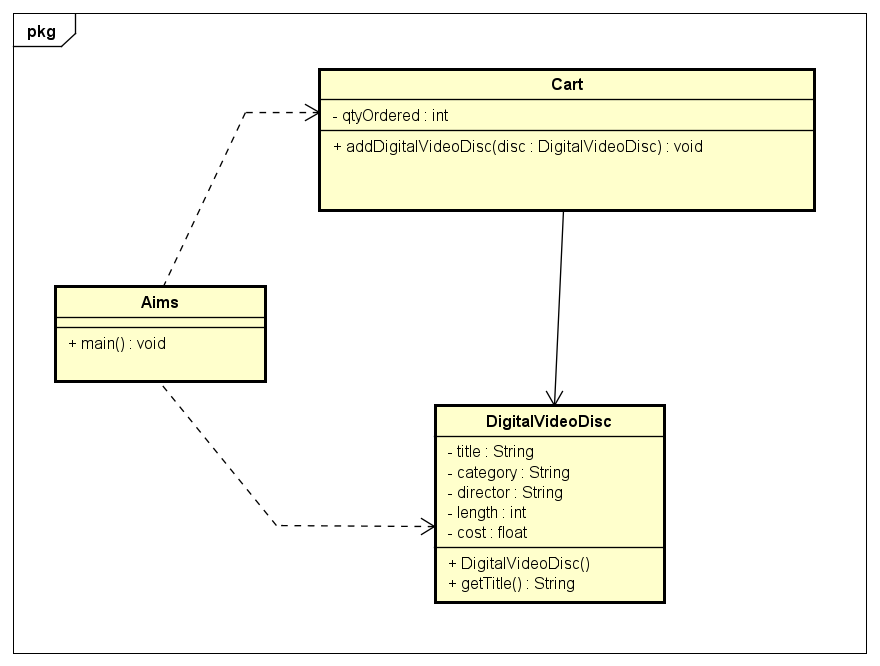 pkg
Cart
- qtyOrdered : int
+ addDigitalVideoDisc(disc : DigitalVideoDisc) : void
Aims
+ main() : void
DigitalVideoDisc
- title : String
- category : String
- director : String
- length : int
- cost : float
+ DigitalVideoDisc()
+ getTitle() : String